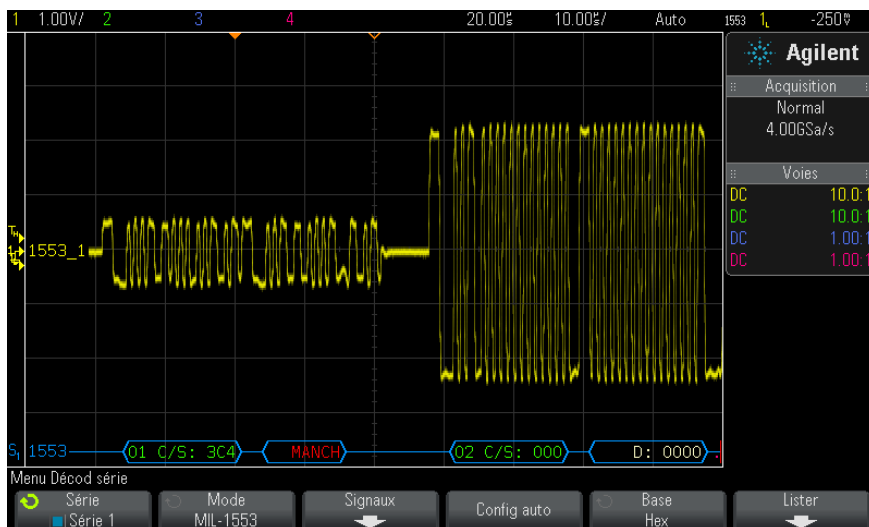 1 1.00V/ 2 3 4 20.00s 10.00s/ Auto 1553 1 L -250mV
Agilent
Acquisition
Normal
4.00GSa/s
Voies
DC 10.0:1
DC 10.0:1
DC 1.00:1
DC 1.00:1
1553_1
S1 1553 01 C/S: 3C4 MANCH 02 C/S: 000 D: 0000
Menu Décod série
Série Mode Signaux Config auto Base Lister
Série 1 MIL-1553 Hex